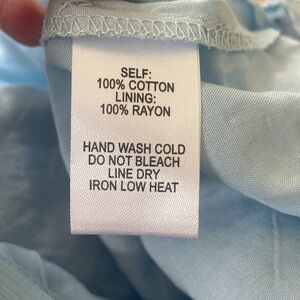 SELF:
100% COTTON
LINING:
100% RAYON
HAND WASH COLD
DO NOT BLEACH
LINE DRY
IRON LOW HEAT